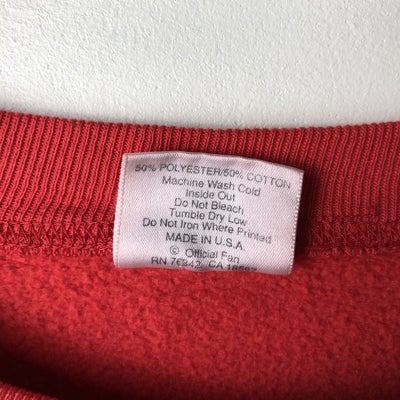 50% POLYESTER/50% COTTON
Machine Wash Cold
Inside Out
Do Not Bleach
Tumble Dry Low
Do Not Iron Where Printed
MADE IN U.S.A.
© Official Fan
RN CA